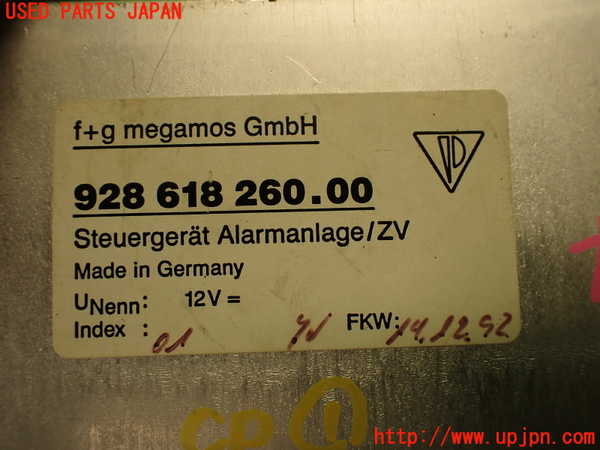 USED PARTS JAPAN
f+g megamos GmbH
928 618 260.00
Steuergerät Alarmanlage/ZV
Made in Germany
UNenn: 12V=
Index : 01 FKW: 14.12.92
http://www.upjpn.com